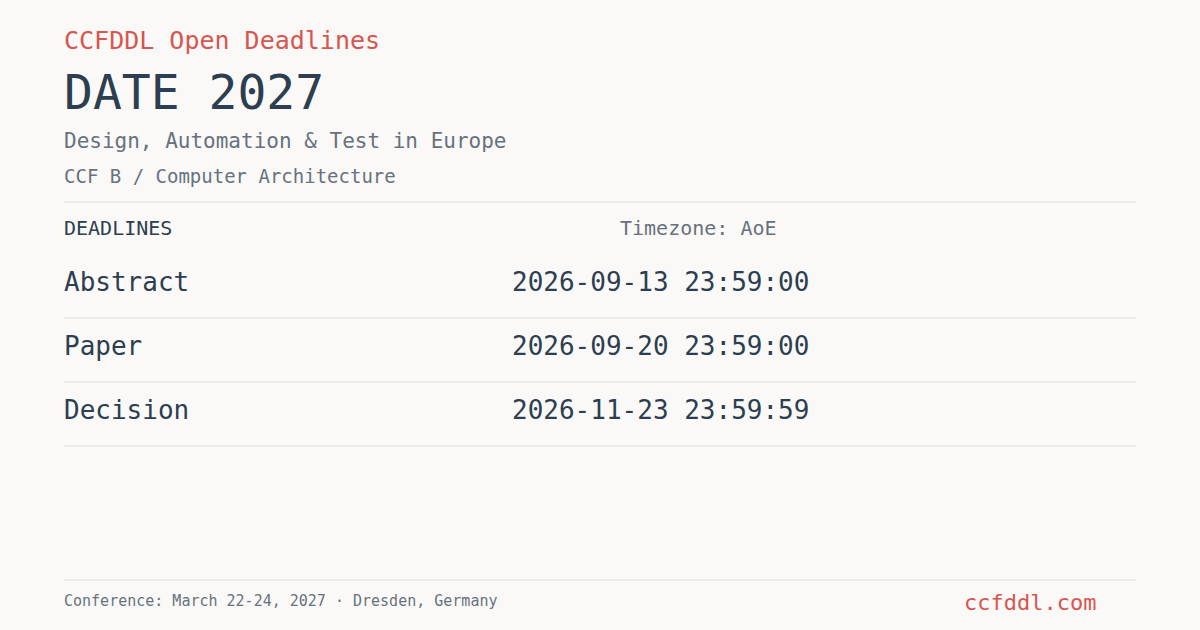 CCFDDL Open Deadlines
DATE 2027
Design, Automation & Test in Europe
CCF B / Computer Architecture
DEADLINES Timezone: AoE
Abstract 2026-09-13 23:59:00
Paper 2026-09-20 23:59:00
Decision 2026-11-23 23:59:59
Conference: March 22-24, 2027 · Dresden, Germany ccfddl.com